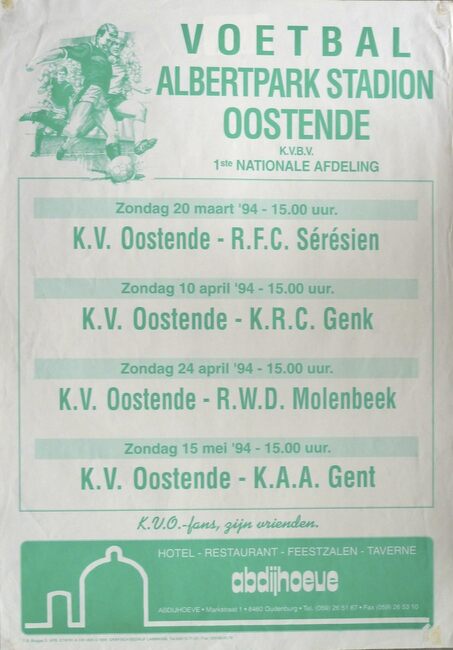 VOETBAL
ALBERTPARK STADION
OOSTENDE
K.V.B.V.
1ste NATIONALE AFDELING
Zondag 20 maart '94 - 15.00 uur.
K.V. Oostende - R.F.C. Sérésien
Zondag 10 april '94 - 15.00 uur.
K.V. Oostende - K.R.C. Genk
Zondag 24 april '94 - 15.00 uur.
K.V. Oostende - R.W.D. Molenbeek
Zondag 15 mei '94 - 15.00 uur.
K.V. Oostende - K.A.A. Gent
K.V.O.-fans, zijn vrienden.
HOTEL - RESTAURANT - FEESTZALEN - TAVERNE
abdijhoeve
ABDIJHOEVE • Markstraat 1 • 8460 Oudenburg • Tel. (059) 26 51 67 • Fax (059) 26 53 10